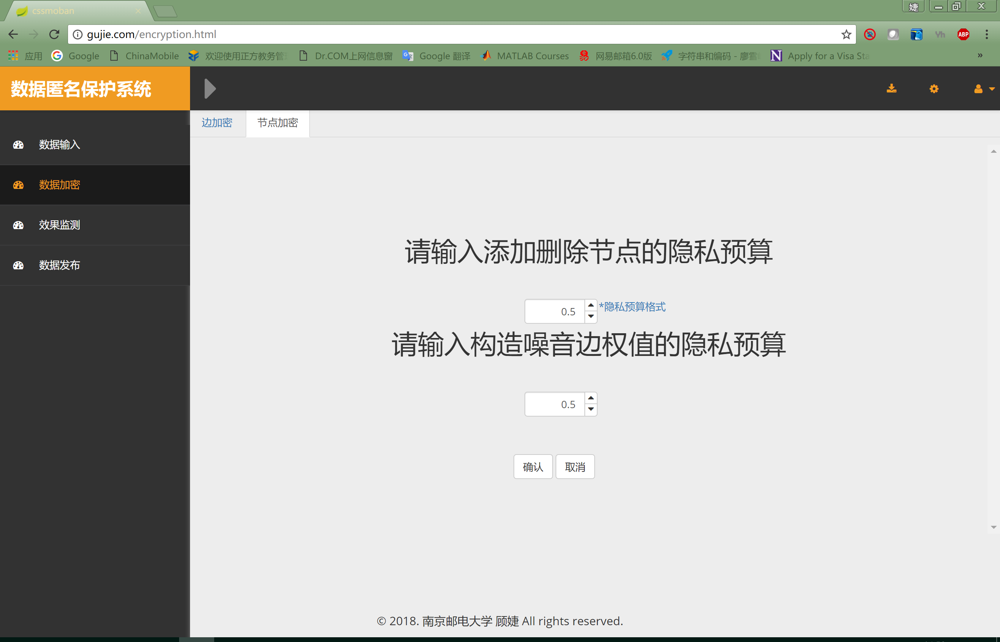 cssmoban
婕
gujie.com/encryption.html
应用 Google ChinaMobile 欢迎使用正方教务管 Dr.COM上网信息窗 Google 翻译 MATLAB Courses 网易邮箱6.0版 字符串和编码 - 廖雪 Apply for a Visa Sta »
Yh ABP
数据匿名保护系统
边加密 节点加密
数据输入
数据加密
效果监测
数据发布
请输入添加删除节点的隐私预算
0.5 *隐私预算格式
请输入构造噪音边权值的隐私预算
0.5
确认 取消
© 2018. 南京邮电大学 顾婕 All rights reserved.